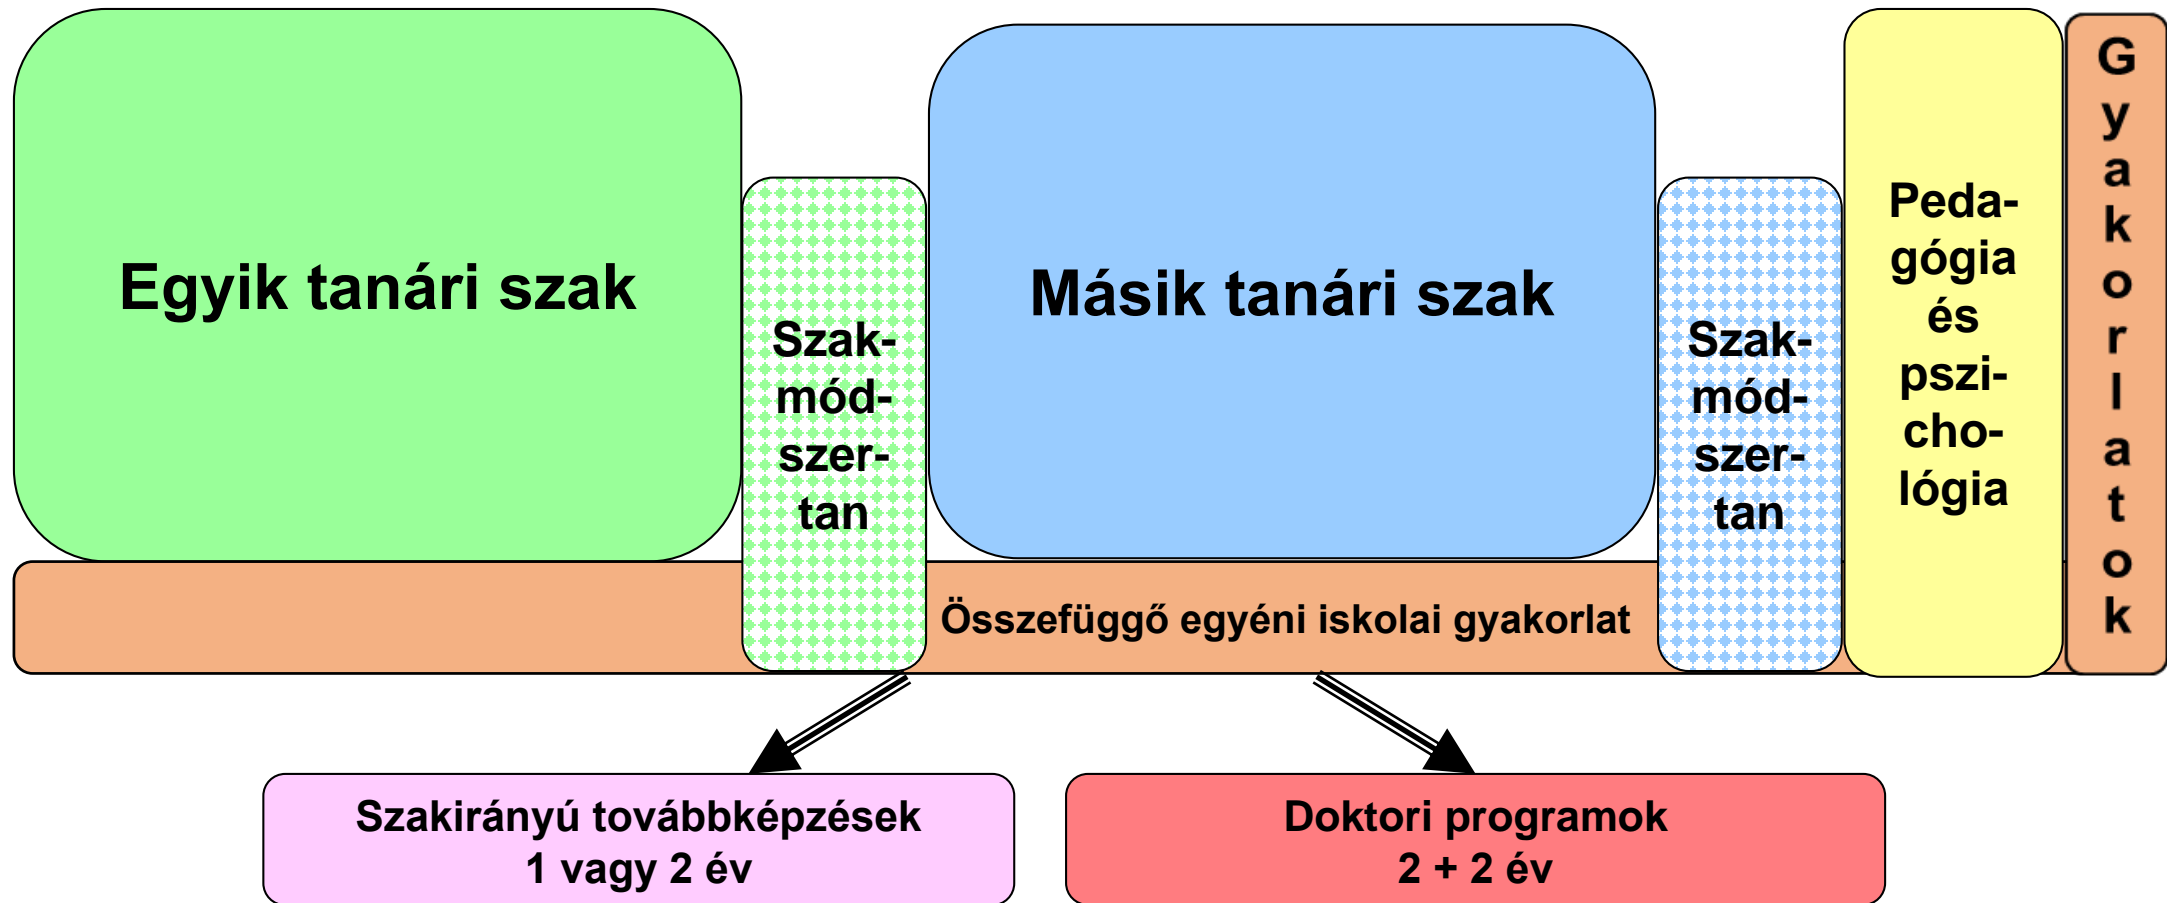 Egyik tanári szak
Szak-
mód-
szer-
tan
Másik tanári szak
Szak-
mód-
szer-
tan
Peda-
gógia
és
pszi-
cho-
lógia
G
y
a
k
o
r
l
a
t
o
k
Összefüggő egyéni iskolai gyakorlat
Szakirányú továbbképzések
1 vagy 2 év
Doktori programok
2 + 2 év